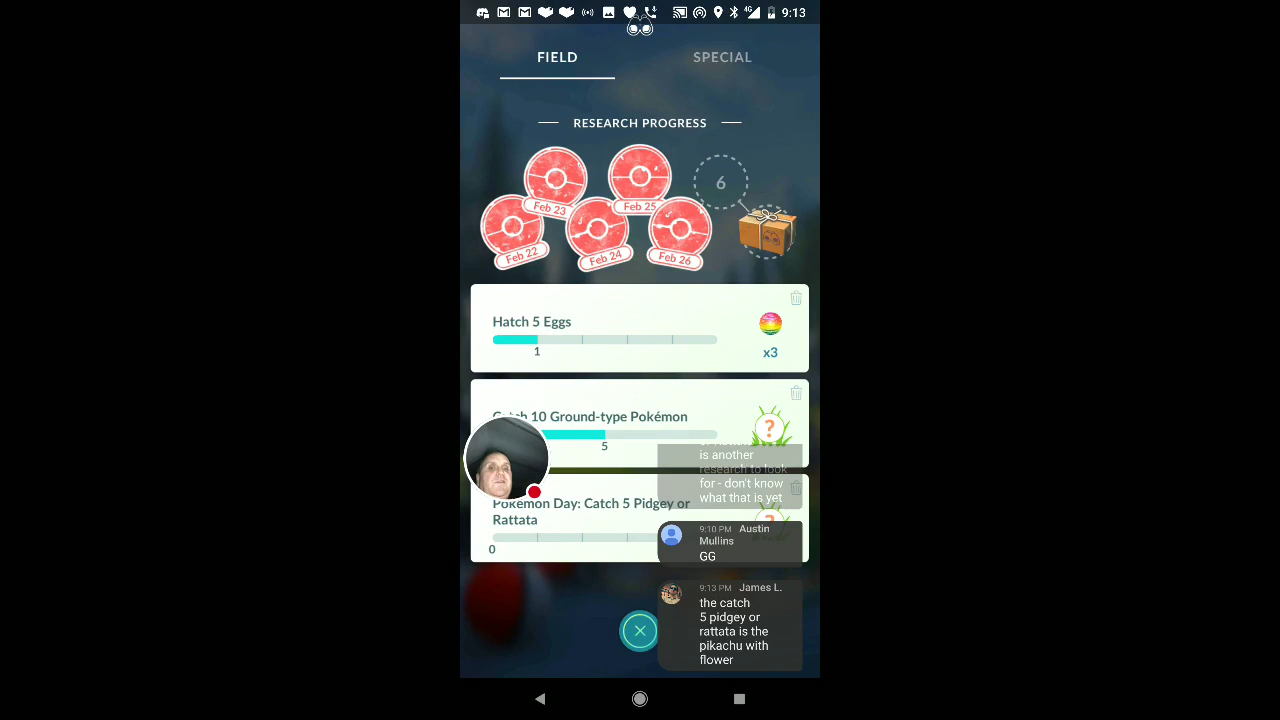 4G 9:13
FIELD SPECIAL
RESEARCH PROGRESS
6
Feb 23 Feb 25
Feb 22 Feb 24 Feb 26
Hatch 5 Eggs
1
x3
Catch 10 Ground-type Pokémon
5
?
is another
research to look
for - don't know
what that is yet
Pokémon Day: Catch 5 Pidgey or
Rattata
0
?
9:10 PM Austin
Mullins
GG
9:13 PM James L.
the catch
5 pidgey or
rattata is the
pikachu with
flower